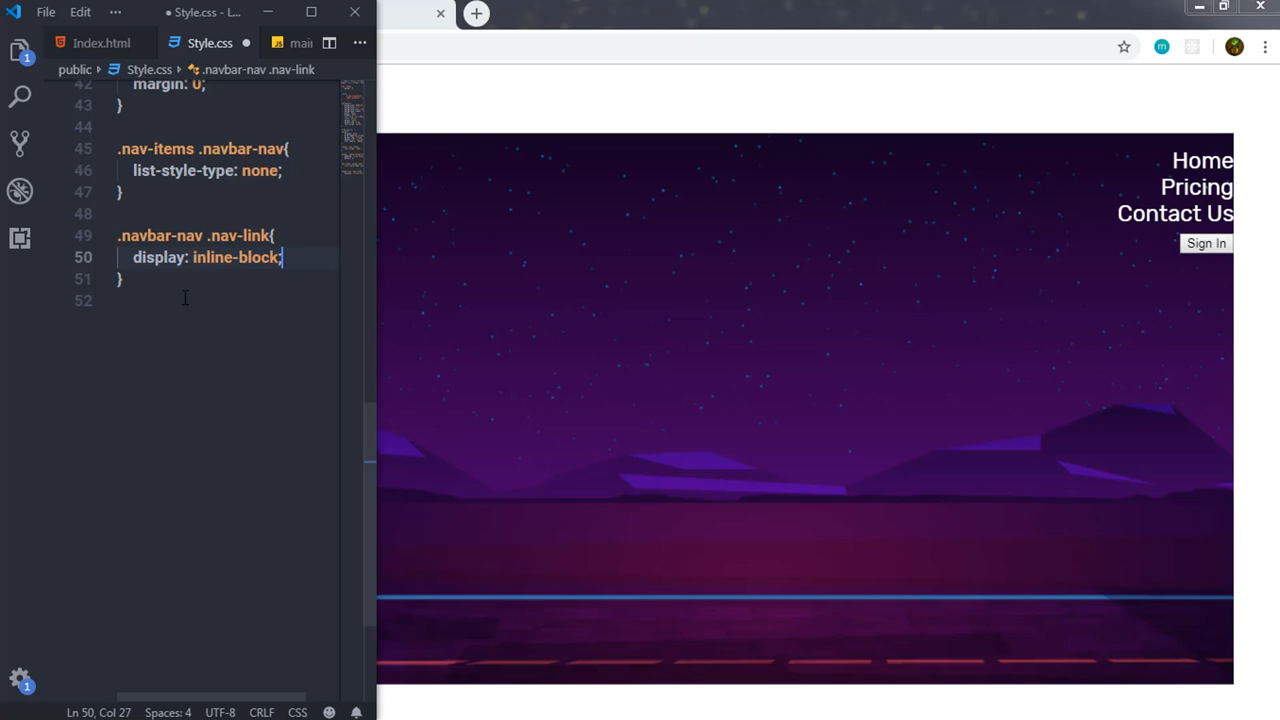 File Edit ··· ● Style.css - L...
Index.html Style.css ● mai ···
public > Style.css > .navbar-nav .nav-link
42 margin: 0;
43 }
44
45 .nav-items .navbar-nav{
46 list-style-type: none;
47 }
48
49 .navbar-nav .nav-link{
50 display: inline-block;
51 }
52
1
1
Ln 50, Col 27 Spaces: 4 UTF-8 CRLF CSS
m
Home
Pricing
Contact Us
Sign In